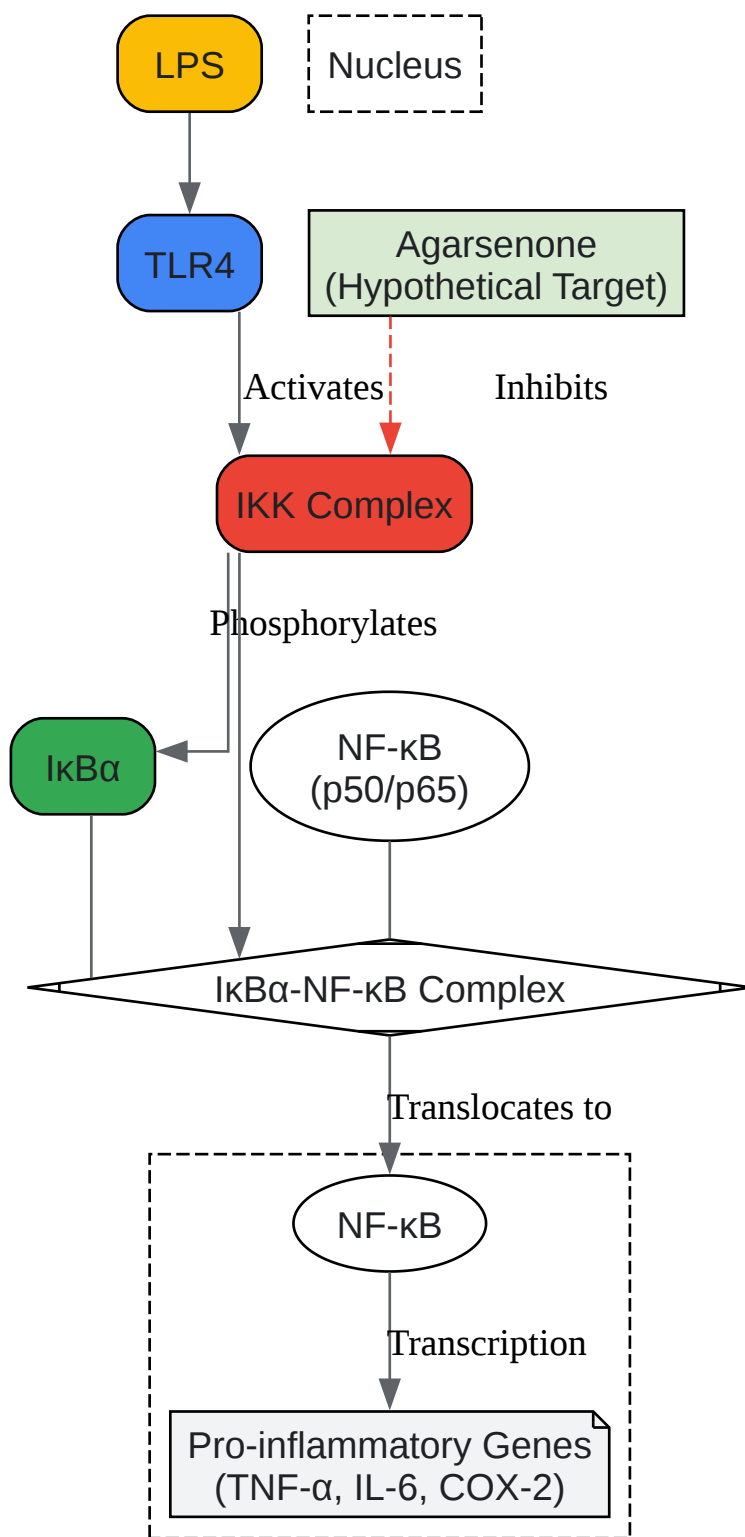 LPS
Nucleus
TLR4
Agarsenone
(Hypothetical Target)
Activates
Inhibits
IKK Complex
Phosphorylates
IκBα
NF-κB
(p50/p65)
IκBα-NF-κB Complex
Translocates to
NF-κB
Transcription
Pro-inflammatory Genes
(TNF-α, IL-6, COX-2)